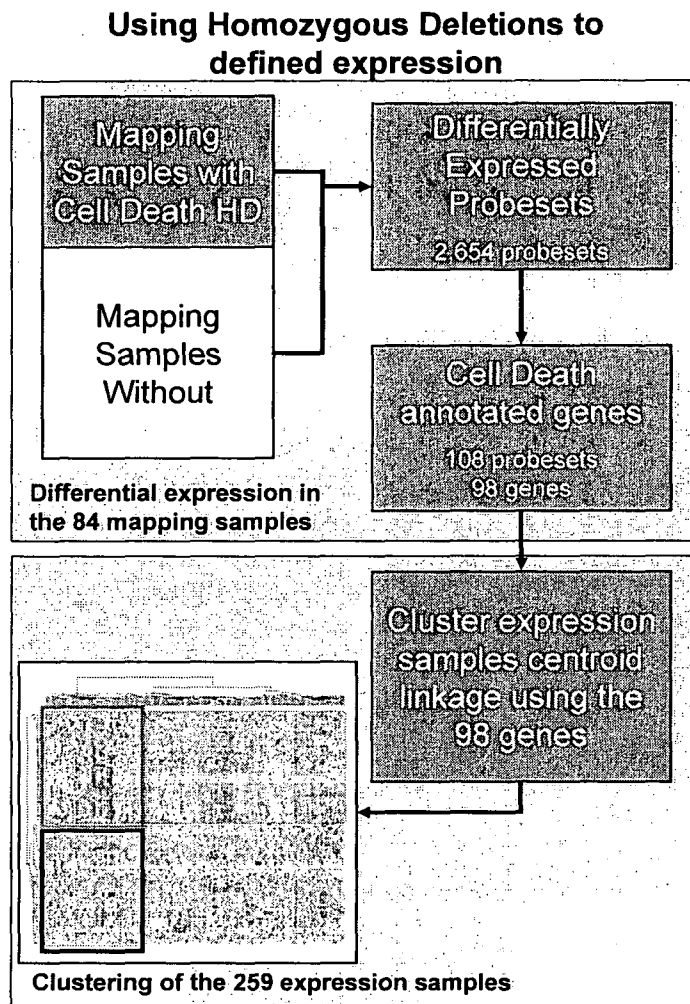 Using Homozygous Deletions to
defined expression
Mapping
Samples with
Cell Death HD
Mapping
Samples
Without
Differential expression in
the 84 mapping samples
Differentially
Expressed
Probesets
2,654 probesets
Cell Death
annotated genes
108 probesets
98 genes
Cluster expression
samples centroid
linkage using the
98 genes
Clustering of the 259 expression samples